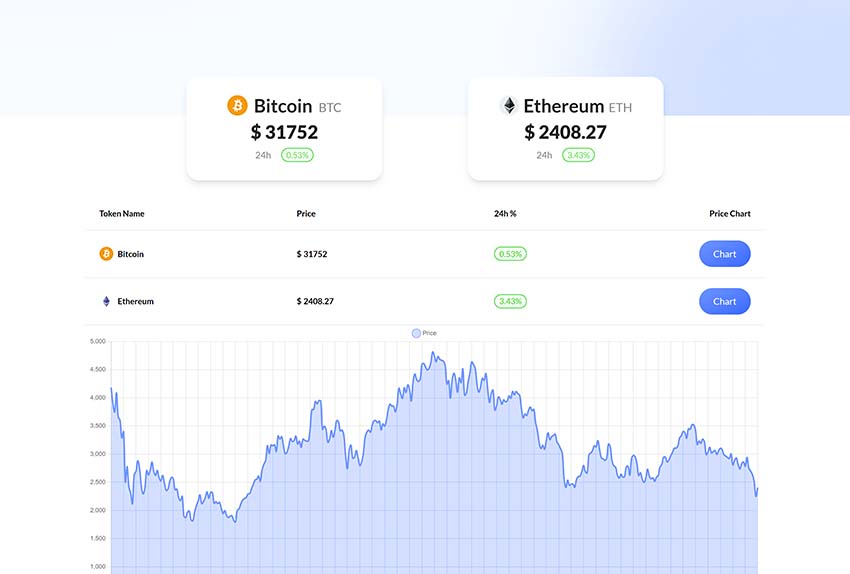 Bitcoin BTC
$ 31752
24h 0.53%
Ethereum ETH
$ 2408.27
24h 3.43%
Token Name Price 24h % Price Chart
Bitcoin $ 31752 0.53% Chart
Ethereum $ 2408.27 3.43% Chart
Price
5,000
4,500
4,000
3,500
3,000
2,500
2,000
1,500
1,000